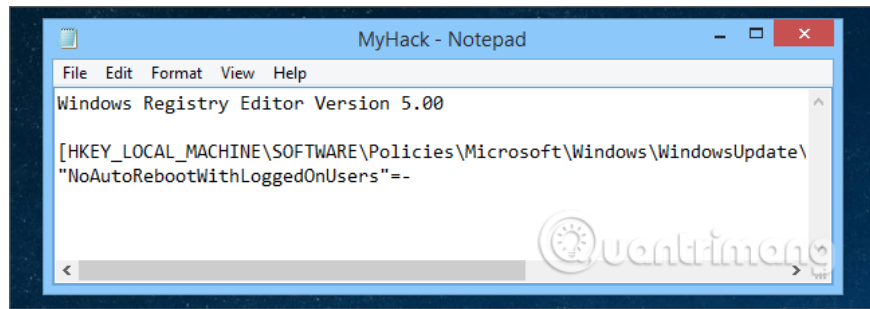 MyHack - Notepad
File Edit Format View Help
Windows Registry Editor Version 5.00
[HKEY_LOCAL_MACHINE\SOFTWARE\Policies\Microsoft\Windows\WindowsUpdate\
"NoAutoRebootWithLoggedOnUsers"=-
Quantrimang